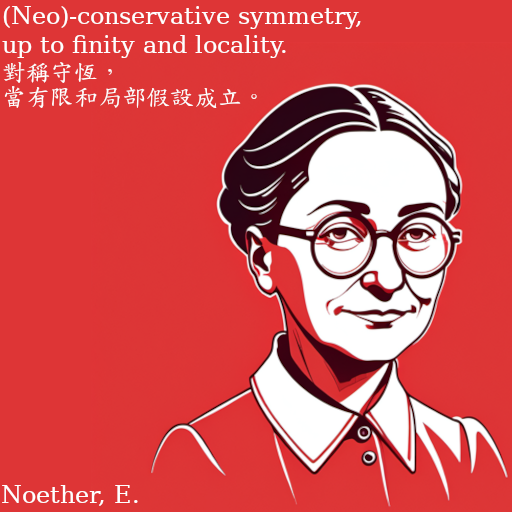 (Neo)-conservative symmetry,
up to finity and locality.
對稱守恆，
當有限和局部假設成立。
Noether, E.